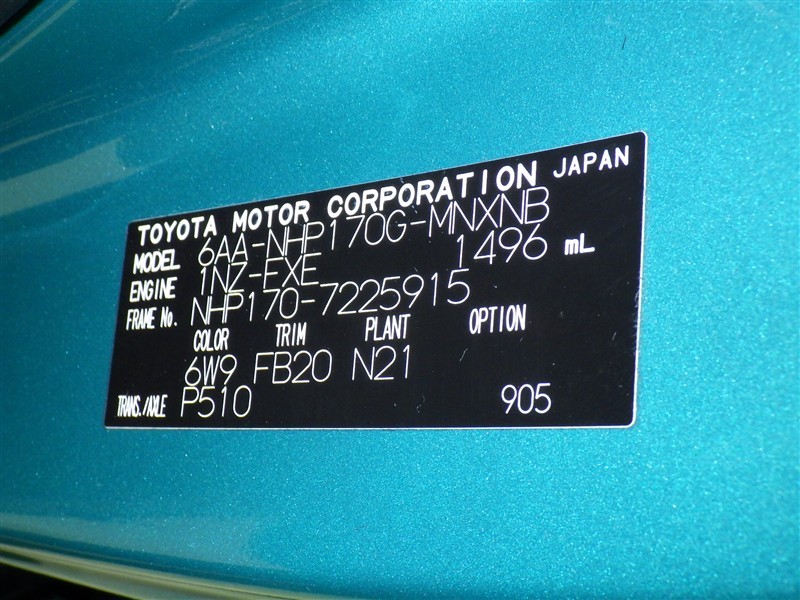 TOYOTA MOTOR CORPORATION JAPAN
MODEL 6AA-NHP170G-MNXNB
ENGINE 1NZ-FXE 1496 mL
FRAME No. NHP170-7225915
COLOR TRIM PLANT OPTION
6W9 FB20 N21
TRANS./AXLE P510 905